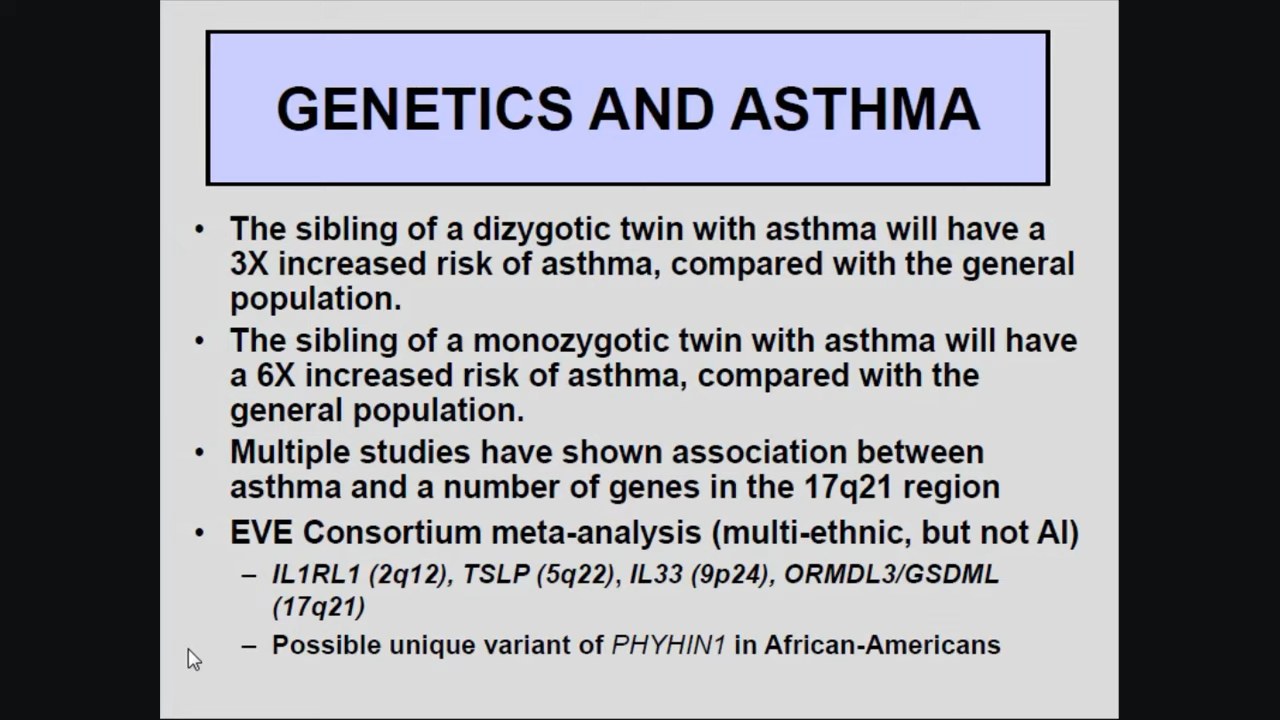 GENETICS AND ASTHMA
• The sibling of a dizygotic twin with asthma will have a
3X increased risk of asthma, compared with the general
population.
• The sibling of a monozygotic twin with asthma will have
a 6X increased risk of asthma, compared with the
general population.
• Multiple studies have shown association between
asthma and a number of genes in the 17q21 region
• EVE Consortium meta-analysis (multi-ethnic, but not AI)
– IL1RL1 (2q12), TSLP (5q22), IL33 (9p24), ORMDL3/GSDML
(17q21)
– Possible unique variant of PHYHIN1 in African-Americans